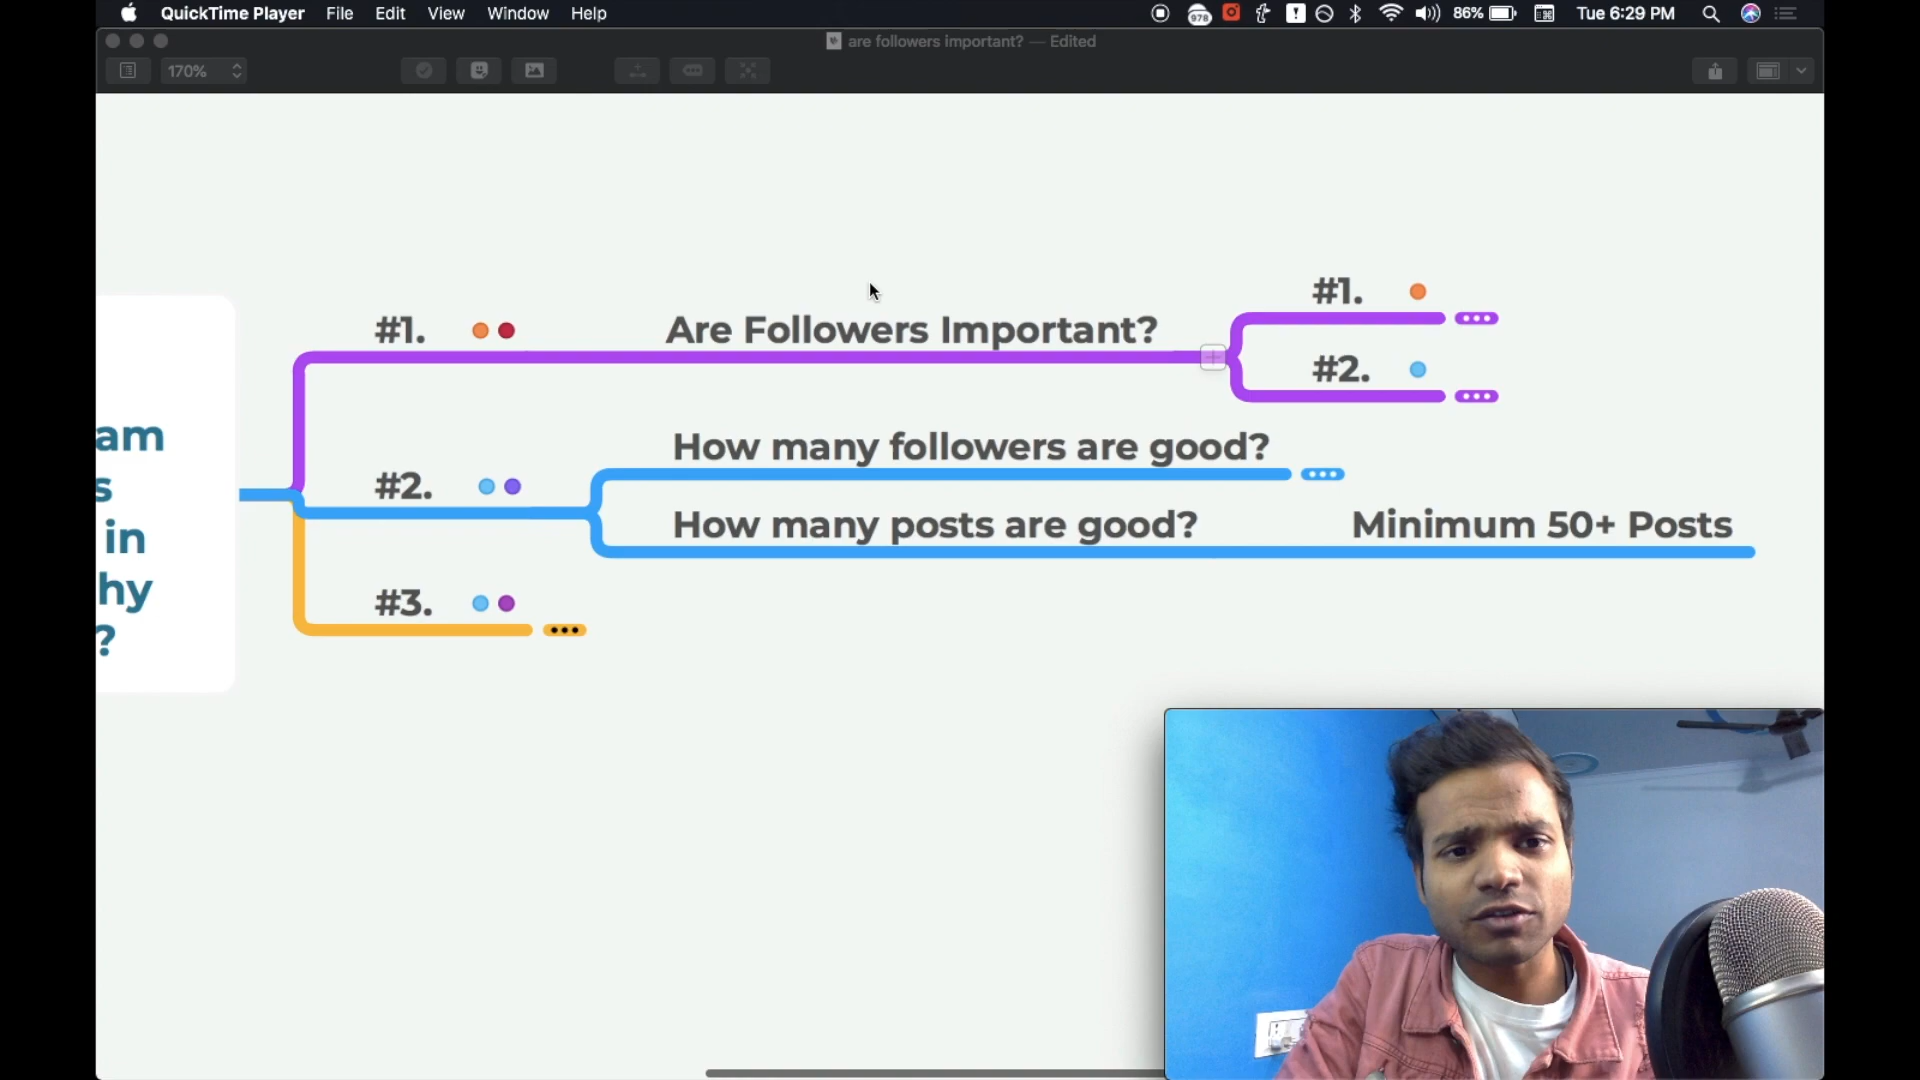 QuickTime Player File Edit View Window Help 978 86% Tue 6:29 PM
are followers important? — Edited
170%
#1.
#1. Are Followers Important?
#2.
am
How many followers are good?
s
#2.
How many posts are good? Minimum 50+ Posts
in
hy
#3.
?